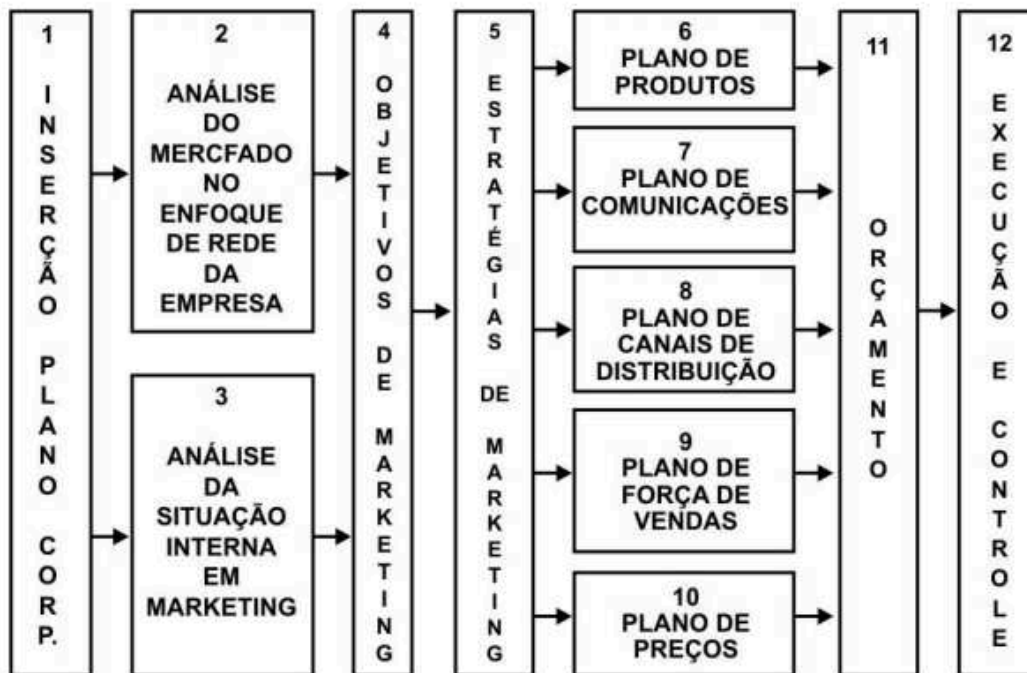 1
INSERÇÃO PLANO CORP.
2
ANÁLISE
DO
MERCFADO
NO
ENFOQUE
DE REDE
DA
EMPRESA
3
ANÁLISE
DA
SITUAÇÃO
INTERNA
EM
MARKETING
4
OBJETIVOS DE MARKETING
5
ESTRATÉGIAS DE MARKETING
6
PLANO DE
PRODUTOS
7
PLANO DE
COMUNICAÇÕES
8
PLANO DE
CANAIS DE
DISTRIBUIÇÃO
9
PLANO DE
FORÇA DE
VENDAS
10
PLANO DE
PREÇOS
11
ORÇAMENTO
12
EXECUÇÃO E CONTROLE